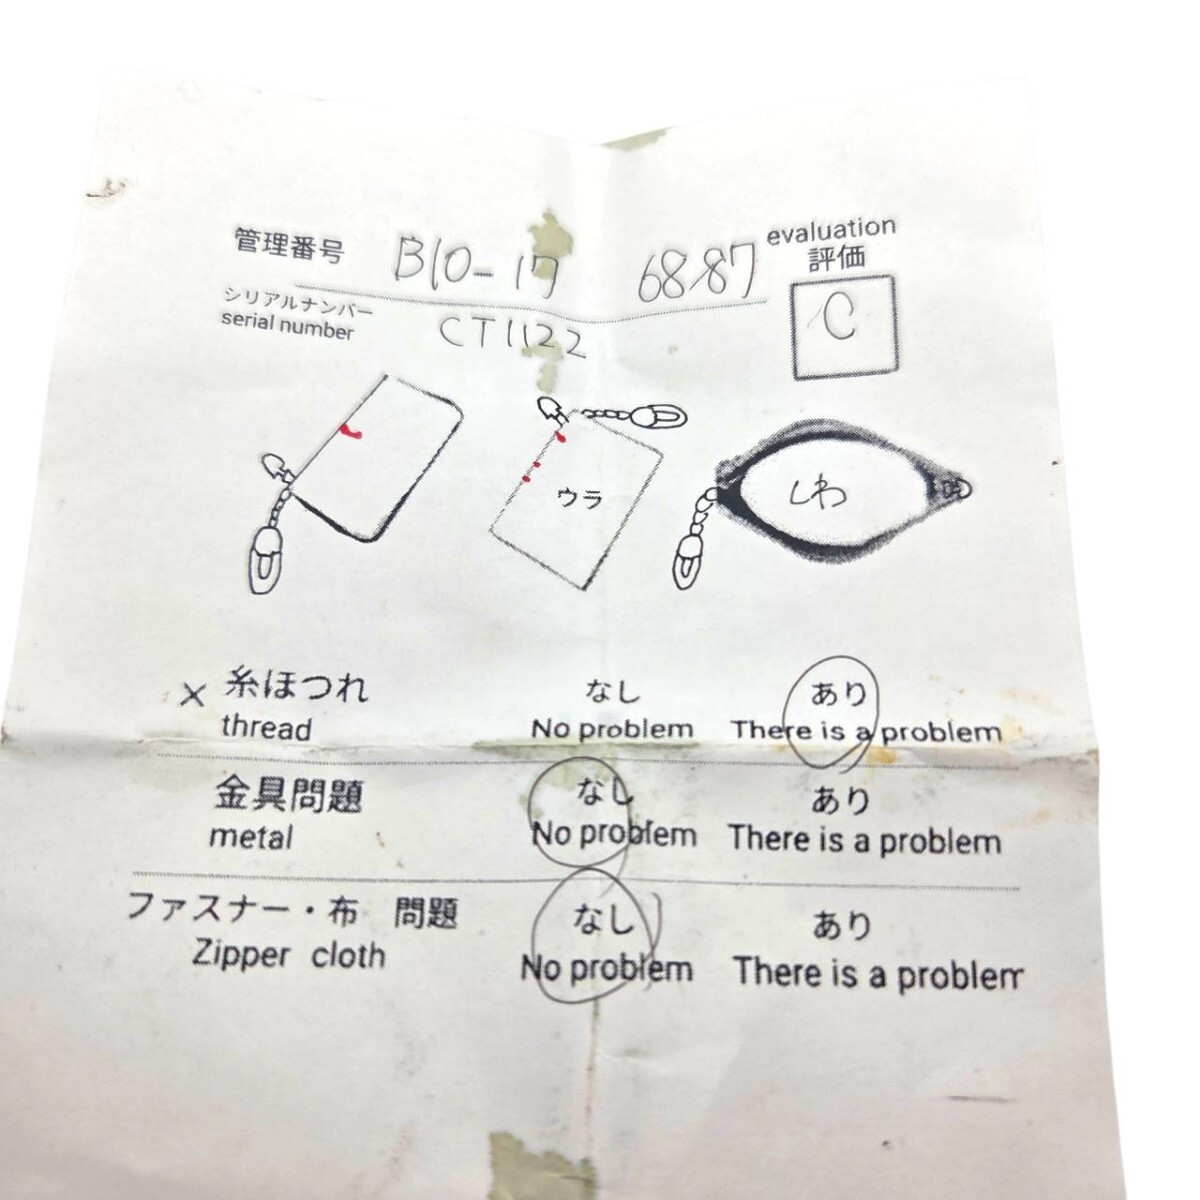 管理番号 B10-17 6887
evaluation
評価
シリアルナンバー
serial number
CT1122
C
ウラ
しわ
× 糸ほつれ なし あり
thread No problem There is a problem
金具問題 なし あり
metal No problem There is a problem
ファスナー・布 問題 なし あり
Zipper cloth No problem There is a problem